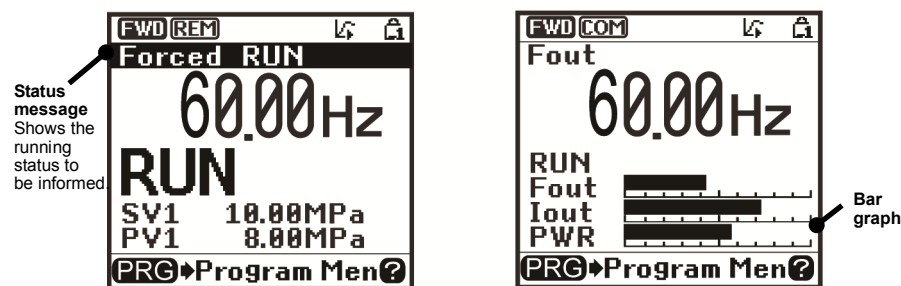 FWD REM 1
Forced RUN
60.00Hz
RUN
SV1 10.00MPa
PV1 8.00MPa
PRG Program Men ?
Status
message
Shows the
running
status to
be informed.
FWD COM 1
Fout
60.00Hz
RUN
Fout
Iout
PWR
PRG Program Men ?
Bar
graph